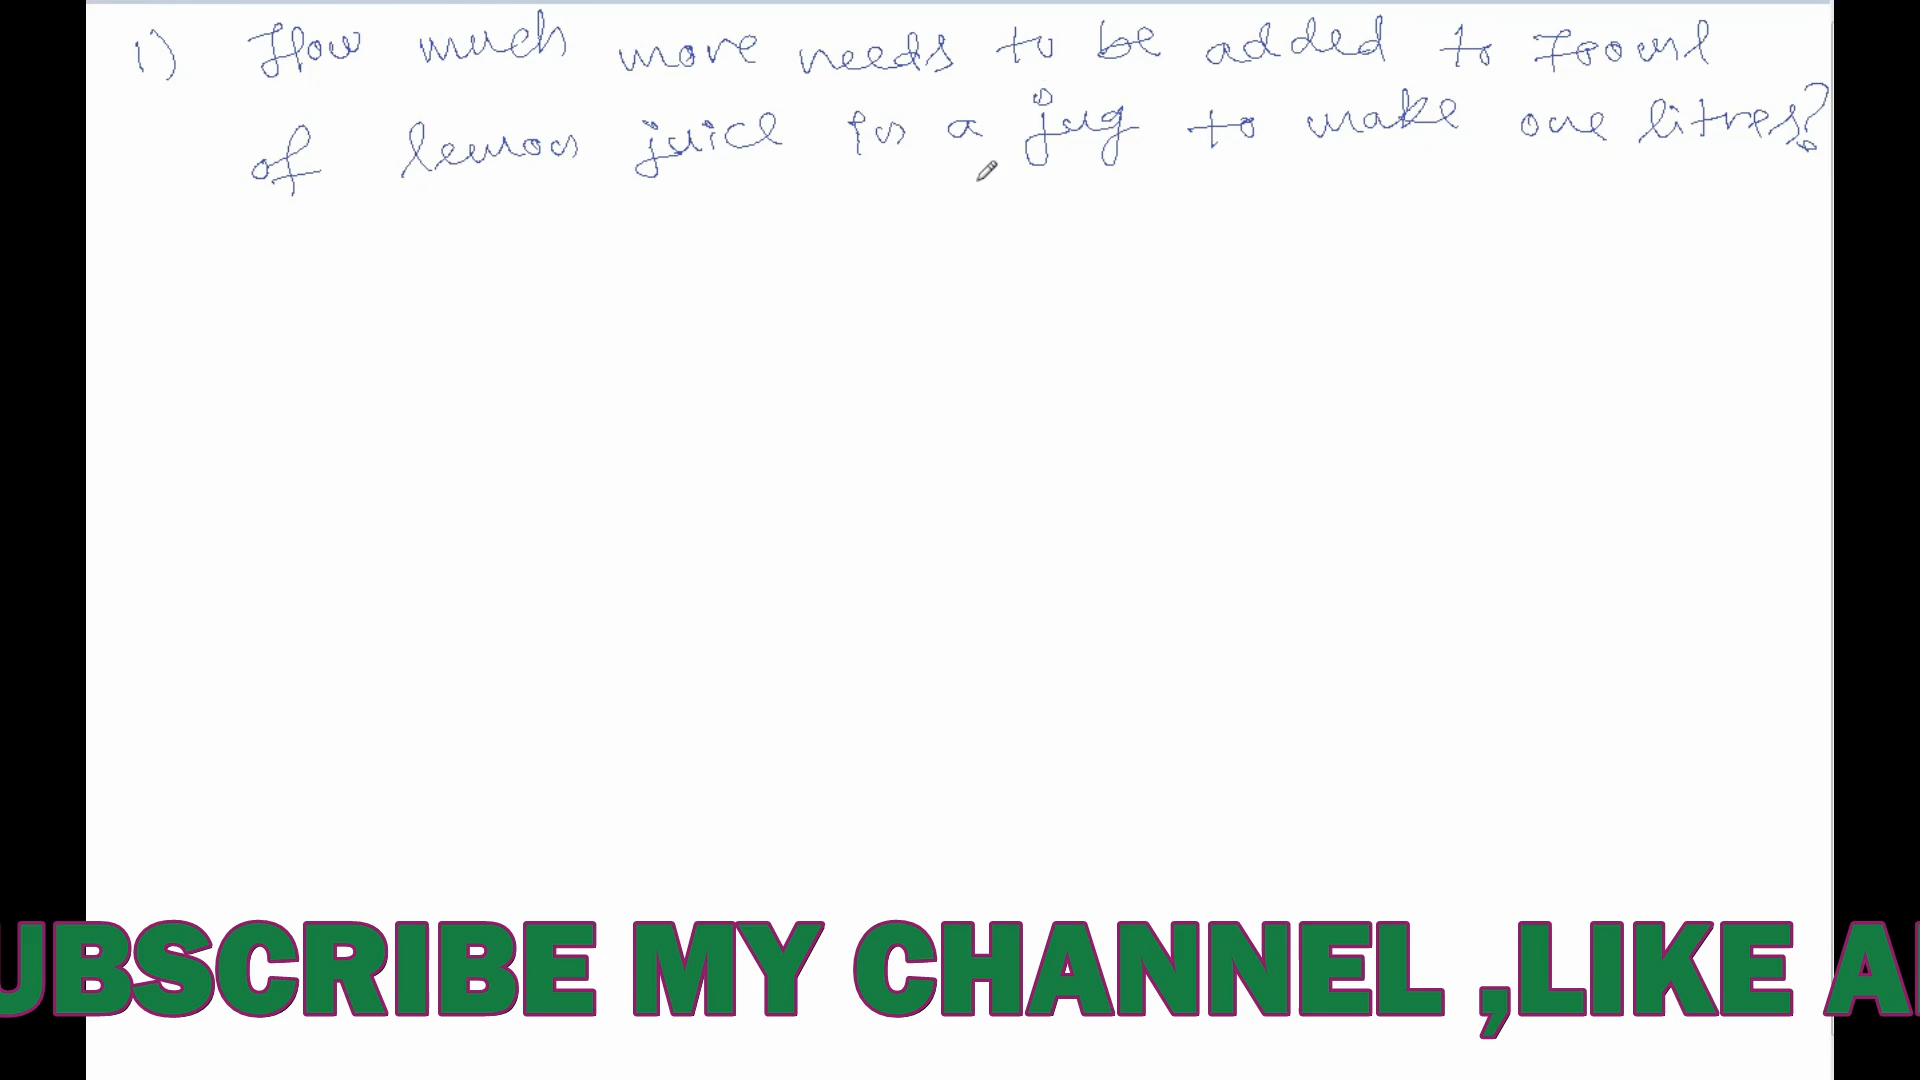 1) How much more needs to be added to 700ml
of lemon juice in a jug to make one litres?
UBSCRIBE MY CHANNEL ,LIKE A